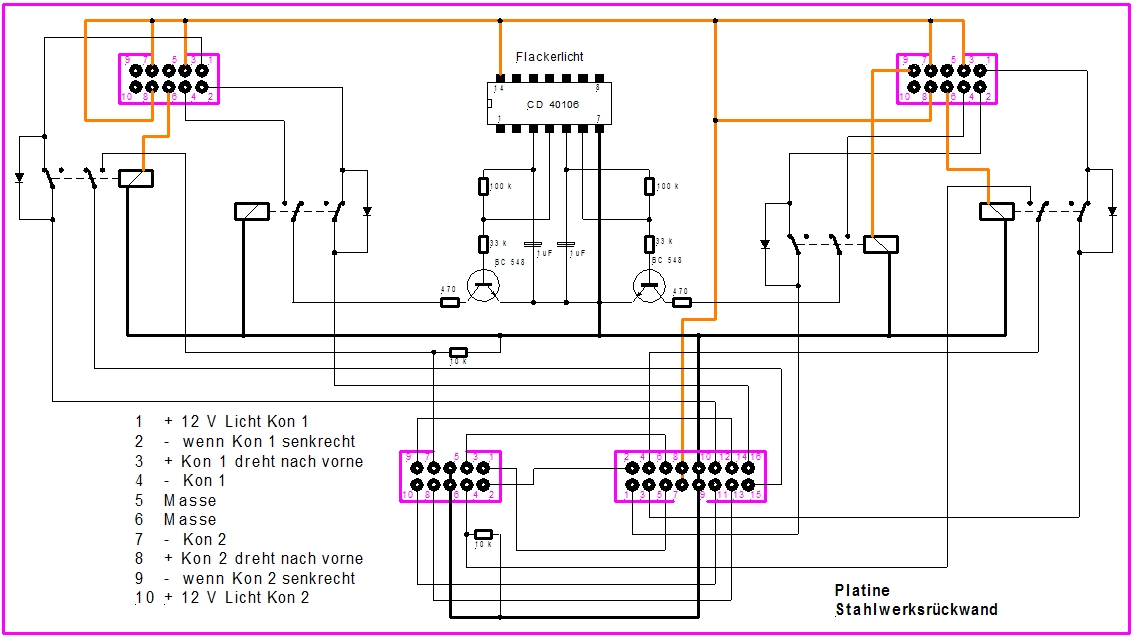 Flackerlicht
9 7 5 3 1
10 8 6 4 2
14 8
CD 40106
1 7
9 7 5 3 1
10 8 6 4 2
100 k
100 k
33 k
33 k
1uF
1uF
BC 548
BC 548
470
470
10 k
1 + 12 V Licht Kon 1
2 - wenn Kon 1 senkrecht
3 + Kon 1 dreht nach vorne
4 - Kon 1
5 Masse
6 Masse
7 - Kon 2
8 + Kon 2 dreht nach vorne
9 - wenn Kon 2 senkrecht
10 + 12 V Licht Kon 2
9 7 5 3 1
10 8 6 4 2
2 4 6 8 10 12 14 16
1 3 5 7 9 11 13 15
10 k
Platine
Stahlwerksrückwand